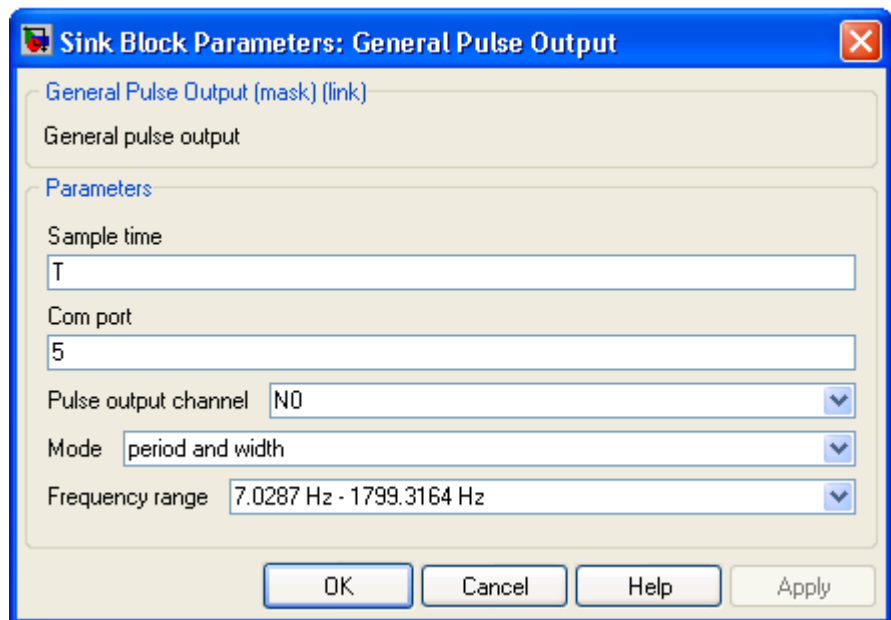 Sink Block Parameters: General Pulse Output
General Pulse Output (mask) (link)
General pulse output
Parameters
Sample time
T
Com port
5
Pulse output channel N0
Mode period and width
Frequency range 7.0287 Hz - 1799.3164 Hz
OK Cancel Help Apply